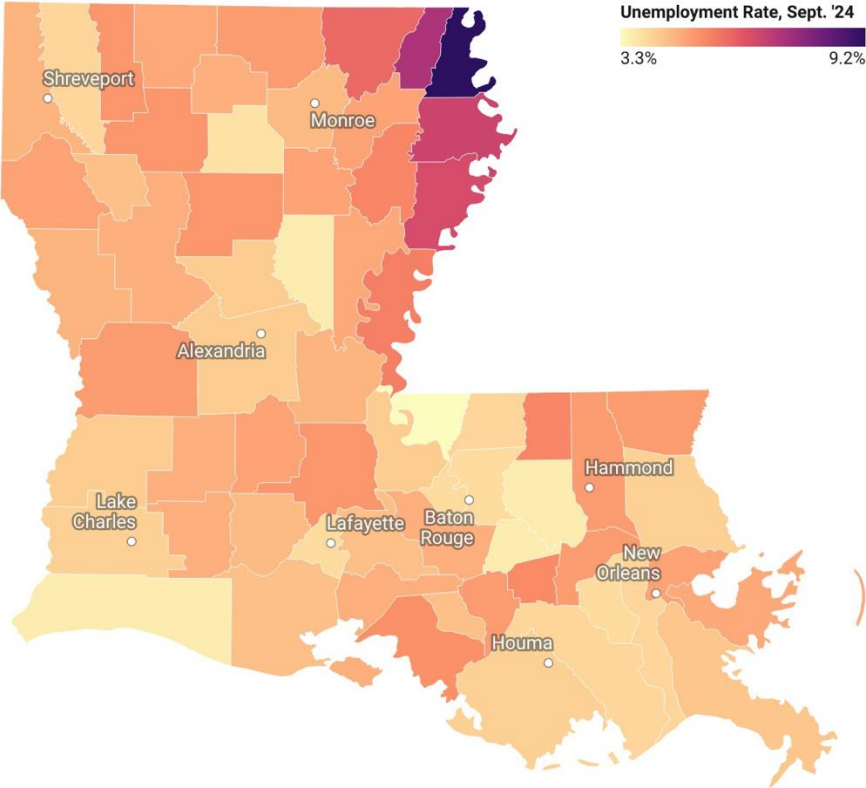 Unemployment Rate, Sept. '24
3.3% 9.2%
Shreveport
Monroe
Alexandria
Hammond
Lake
Charles
Lafayette
Baton
Rouge
New
Orleans
Houma